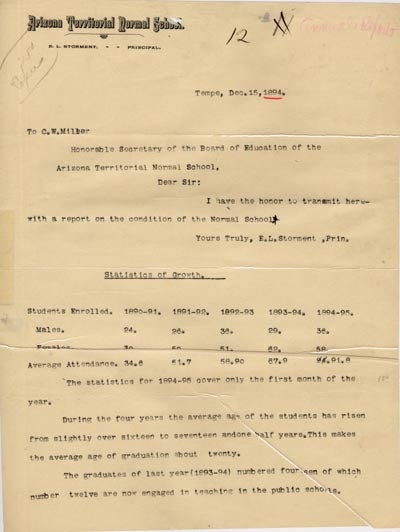 Arizona Territorial Normal School.
E. L. STORMENT, - - PRINCIPAL.
12
Tempe, Dec.15,1894.
To C.W.Miller
Honorable Secretary of the Board of Education of the
Arizona Territorial Normal School,
Dear Sir:
I have the honor to transmit here-
with a report on the condition of the Normal School
Yours Truly, E.L.Storment ,Prin.
Statistics of Growth.
Students Enrolled. 1890-91. 1891-92. 1892-93 1893-94. 1894-95.
Males. 24. 26. 36. 29. 36.
Females. 51. 62. 58
Average Attendance. 34.6 51.7 58.90 67.9 91.8
The statistics for 1894-95 cover only the first month of the
year.
During the four years the average age of the students has risen
from slightly over sixteen to seventeen andone half years.This makes
the average age of graduation about twenty.
The graduates of last year(1893-94) numbered fourteen of which
number twelve are now engaged in teaching in the public schools.